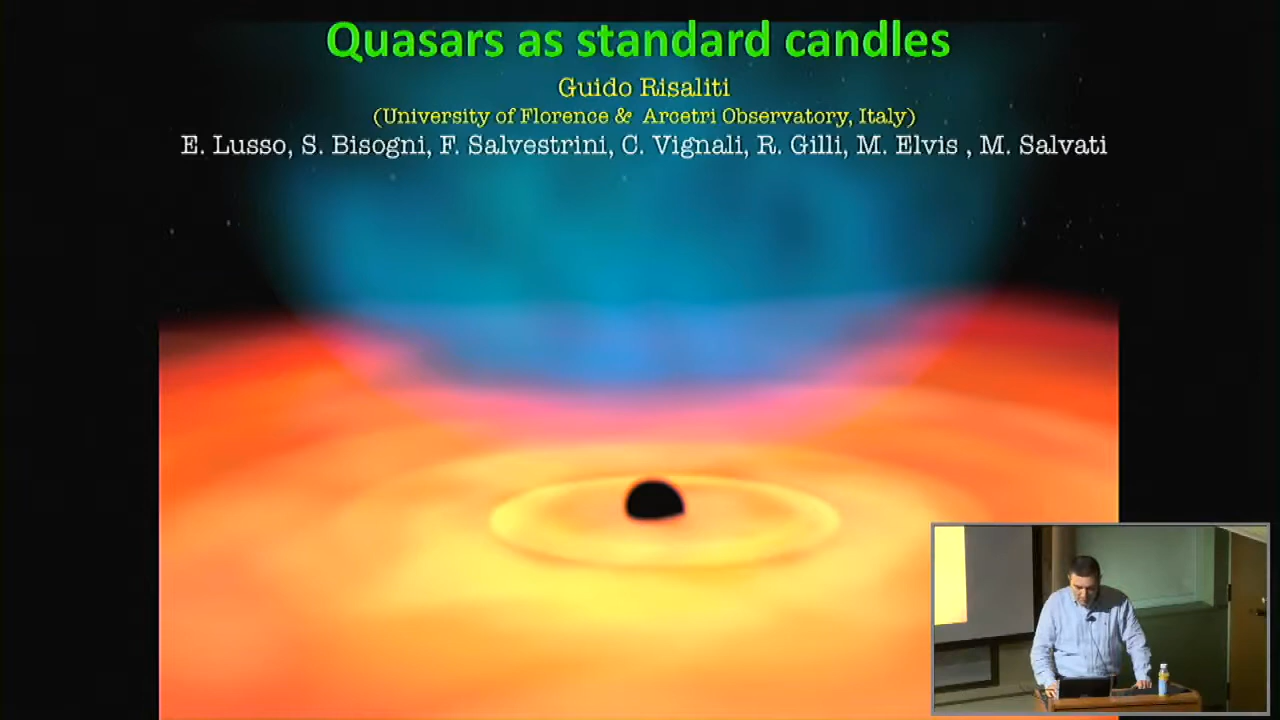 Quasars as standard candles
Guido Risaliti
(University of Florence & Arcetri Observatory, Italy)
E. Lusso, S. Bisogni, F. Salvestrini, C. Vignali, R. Gilli, M. Elvis , M. Salvati